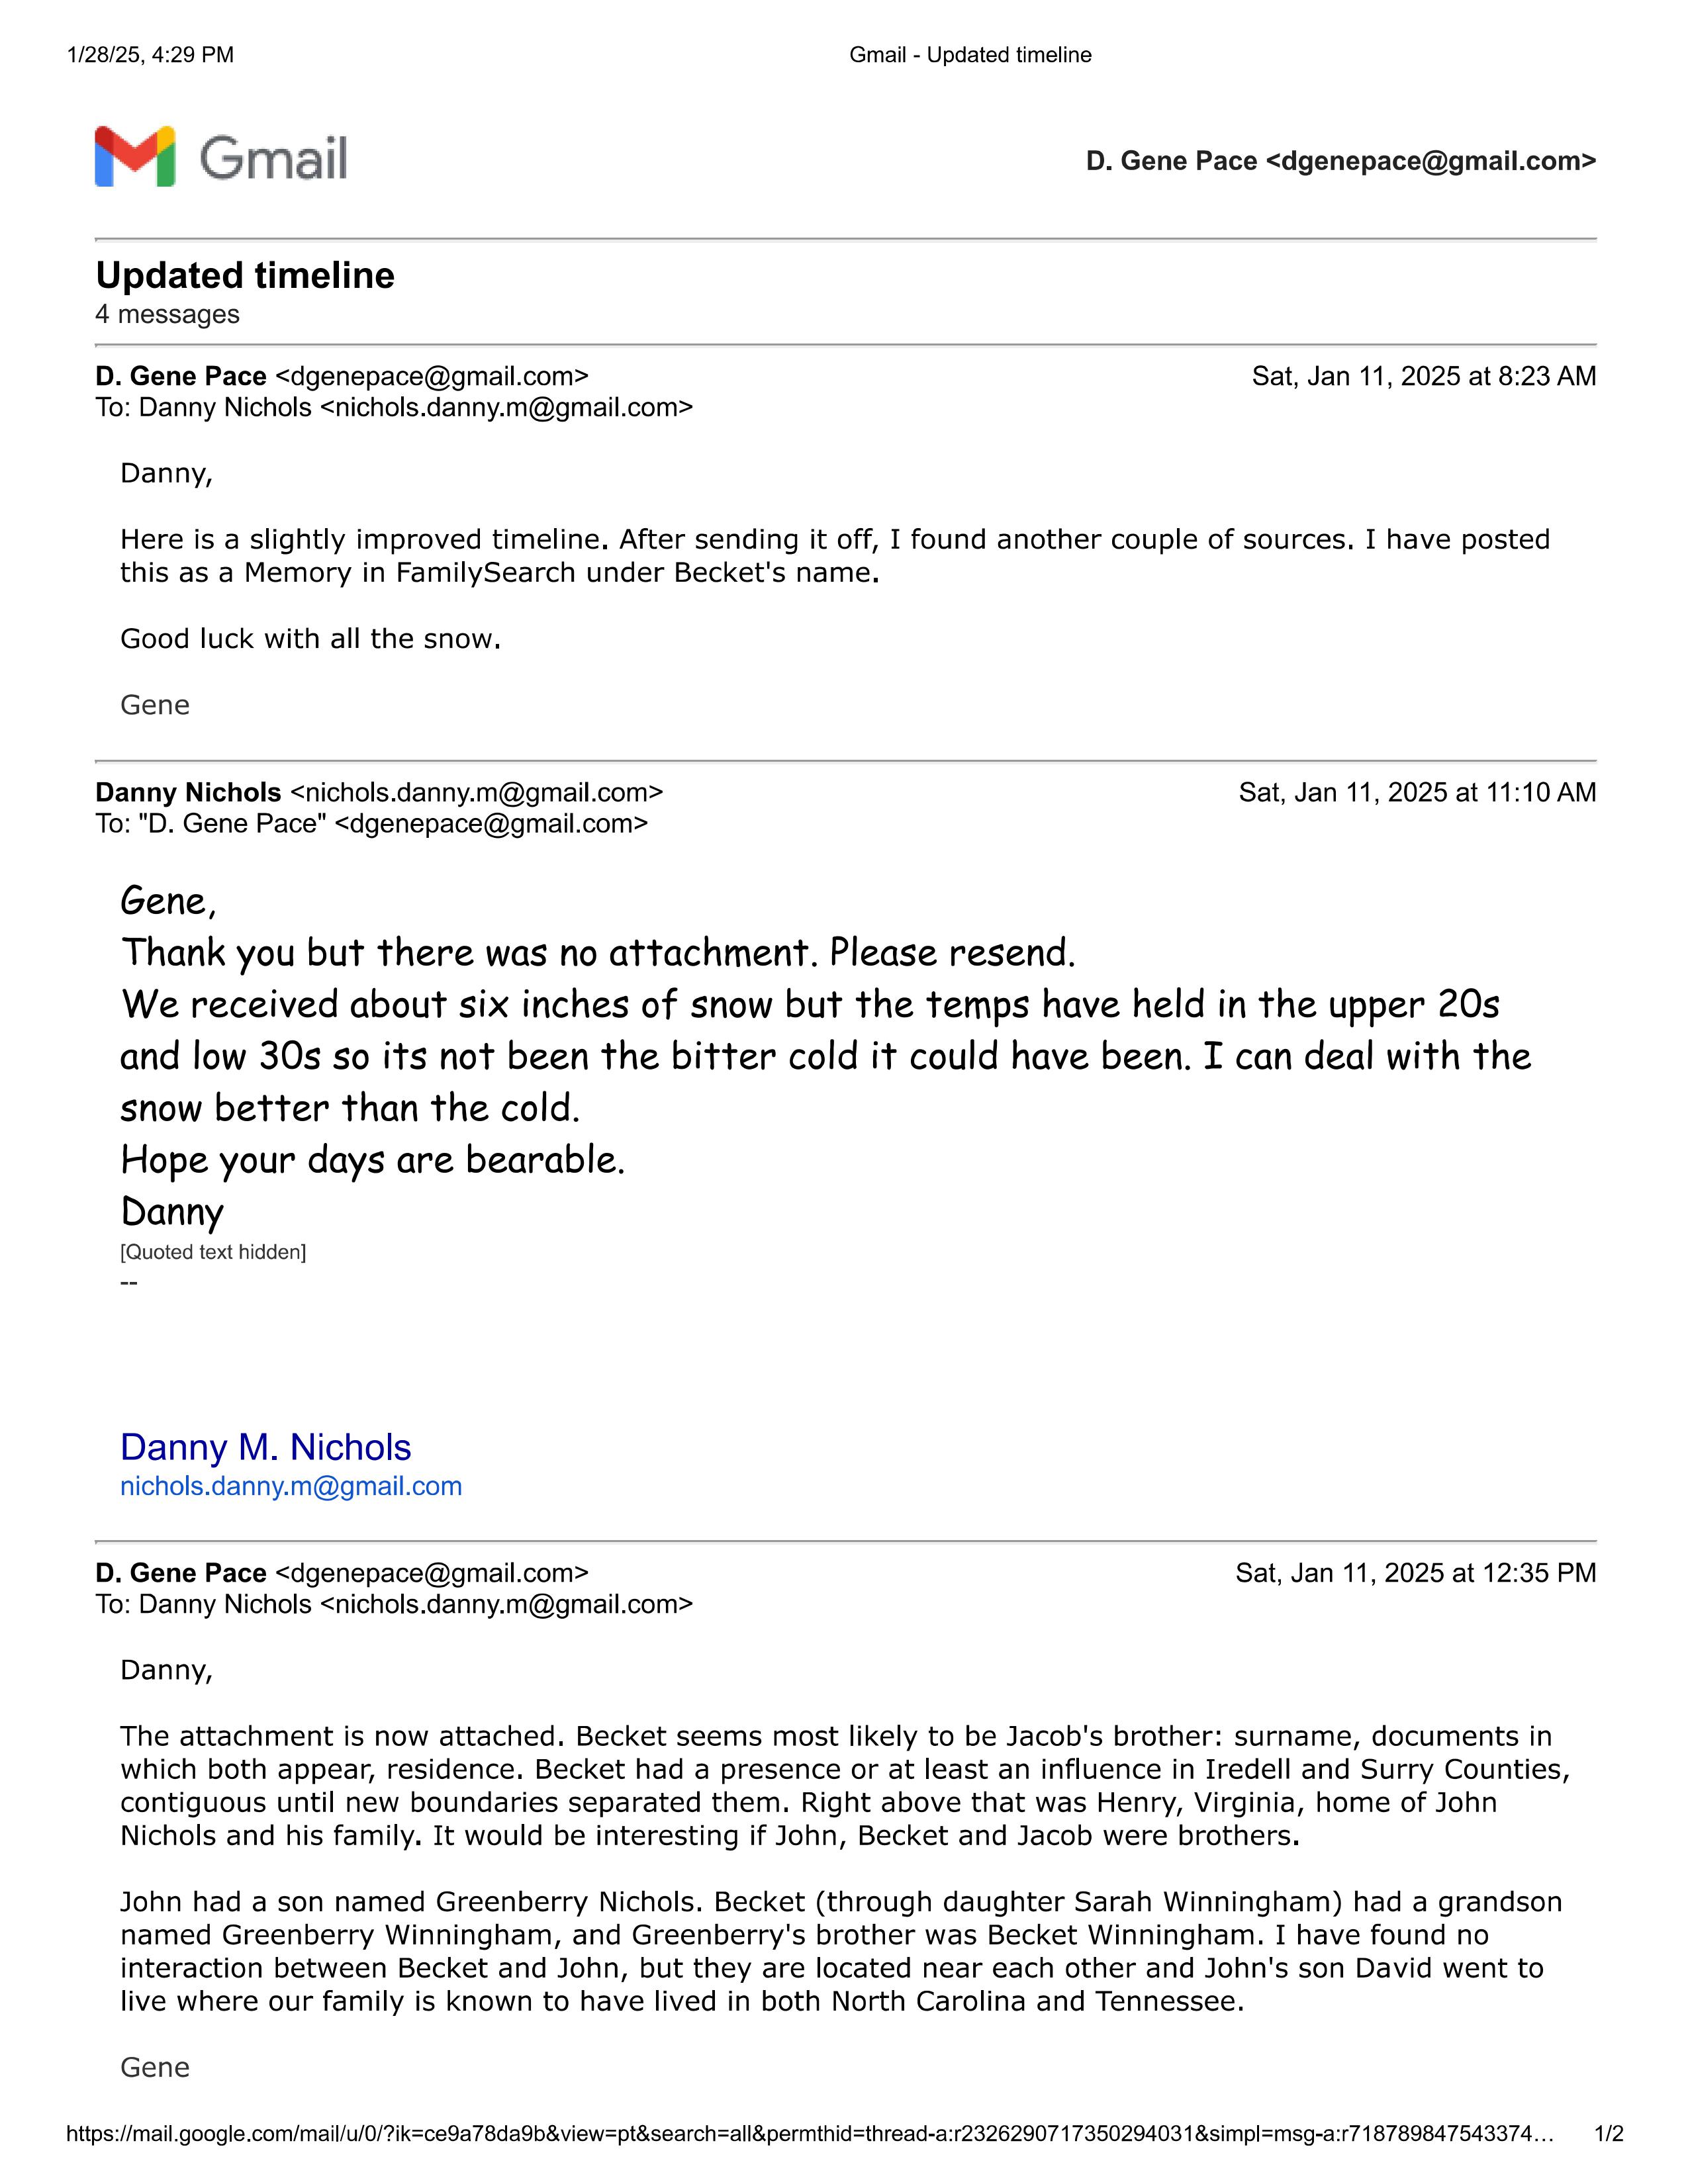 1/28/25, 4:29 PM
Gmail - Updated timeline
Gmail
D. Gene Pace <dgenepace@gmail.com>
Updated timeline
4 messages
D. Gene Pace <dgenepace@gmail.com>
Sat, Jan 11, 2025 at 8:23 AM
To: Danny Nichols <nichols.danny.m@gmail.com>
Danny,
Here is a slightly improved timeline. After sending it off, I found another couple of sources. I have posted
this as a Memory in FamilySearch under Becket's name.
Good luck with all the snow.
Gene
Danny Nichols <nichols.danny.m@gmail.com>
Sat, Jan 11, 2025 at 11:10 AM
To: "D. Gene Pace" <dgenepace@gmail.com>
Gene,
Thank you but there was no attachment. Please resend.
We received about six inches of snow but the temps have held in the upper 20s
and low 30s so its not been the bitter cold it could have been. I can deal with the
snow better than the cold.
Hope your days are bearable.
Danny
[Quoted text hidden]
--
Danny M. Nichols
nichols.danny.m@gmail.com
D. Gene Pace <dgenepace@gmail.com>
Sat, Jan 11, 2025 at 12:35 PM
To: Danny Nichols <nichols.danny.m@gmail.com>
Danny,
The attachment is now attached. Becket seems most likely to be Jacob's brother: surname, documents in
which both appear, residence. Becket had a presence or at least an influence in Iredell and Surry Counties,
contiguous until new boundaries separated them. Right above that was Henry, Virginia, home of John
Nichols and his family. It would be interesting if John, Becket and Jacob were brothers.
John had a son named Greenberry Nichols. Becket (through daughter Sarah Winningham) had a grandson
named Greenberry Winningham, and Greenberry's brother was Becket Winningham. I have found no
interaction between Becket and John, but they are located near each other and John's son David went to
live where our family is known to have lived in both North Carolina and Tennessee.
Gene
https://mail.google.com/mail/u/0/?ik=ce9a78da9b&view=pt&search=all&permthid=thread-a:r2326290717350294031&simpl=msg-a:r718789847543374…
1/2